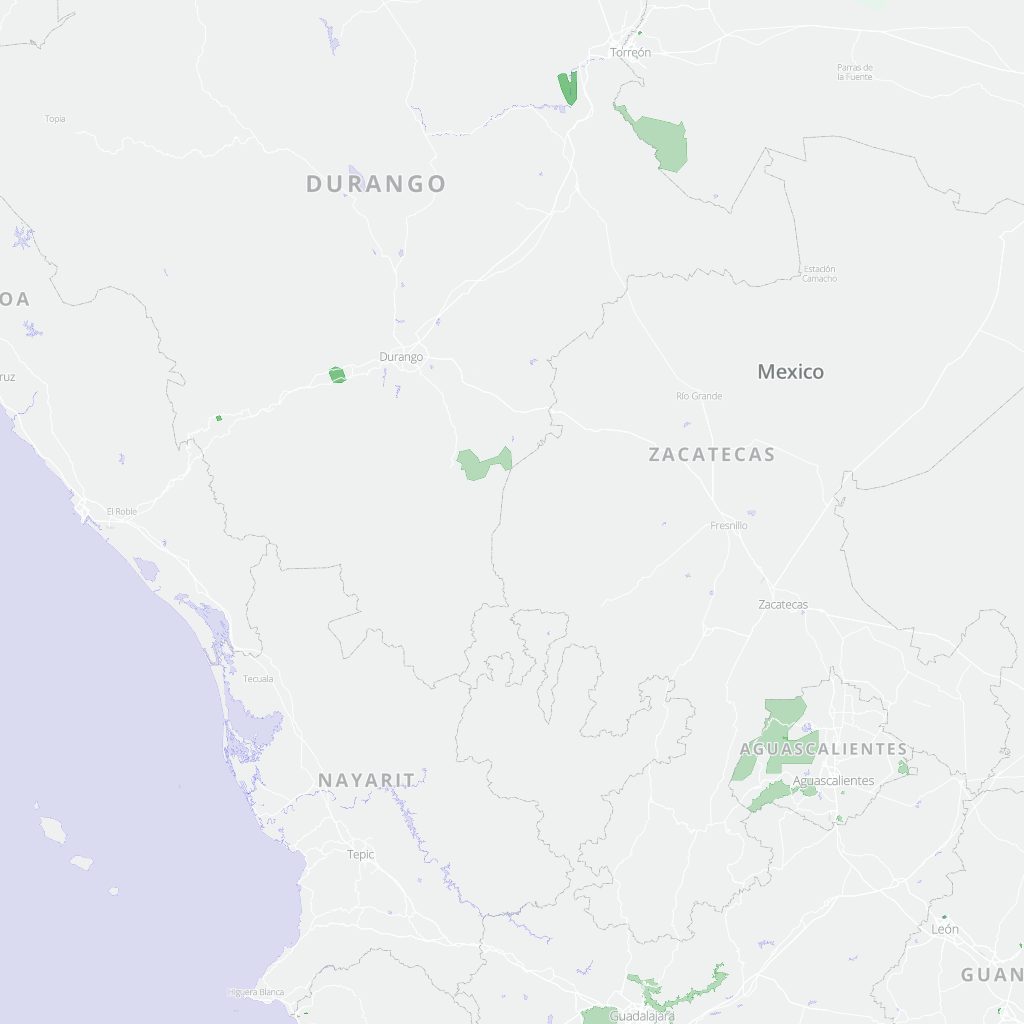 Torreón
Parras de
la Fuente
Topia
DURANGO
Estación
Camacho
OA
Durango
Mexico
ruz
Río Grande
ZACATECAS
El Roble
Fresnillo
Zacatecas
Tecuala
AGUASCALIENTES
NAYARIT
Aguascalientes
Tepic
León
GUAN
Higuera Blanca
Guadalajara